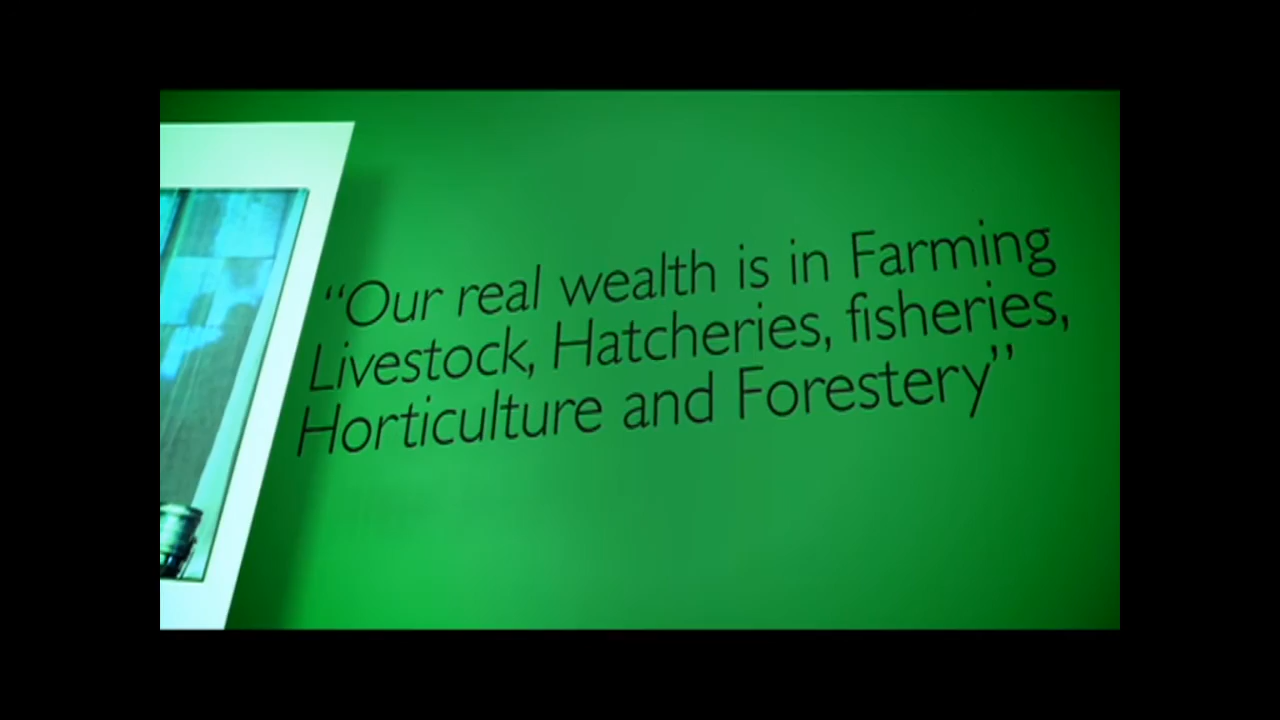 “Our real wealth is in Farming
Livestock, Hatcheries, fisheries,
Horticulture and Forestery”